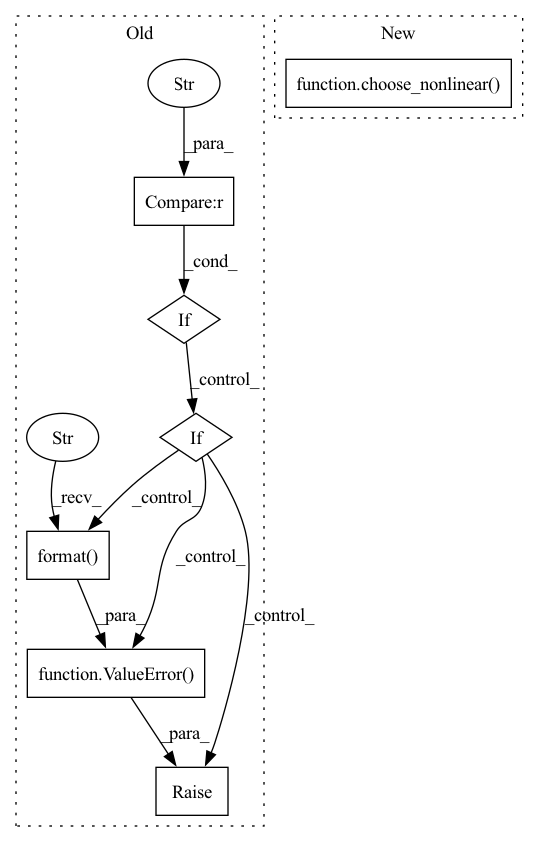 Old
New
Str
function.choose_nonlinear()
_para_
Compare:r
_cond_
If
_control_
Str
If
_recv_
_control_
format()
_control_
_control_
_para_
function.ValueError()
_para_
Raise